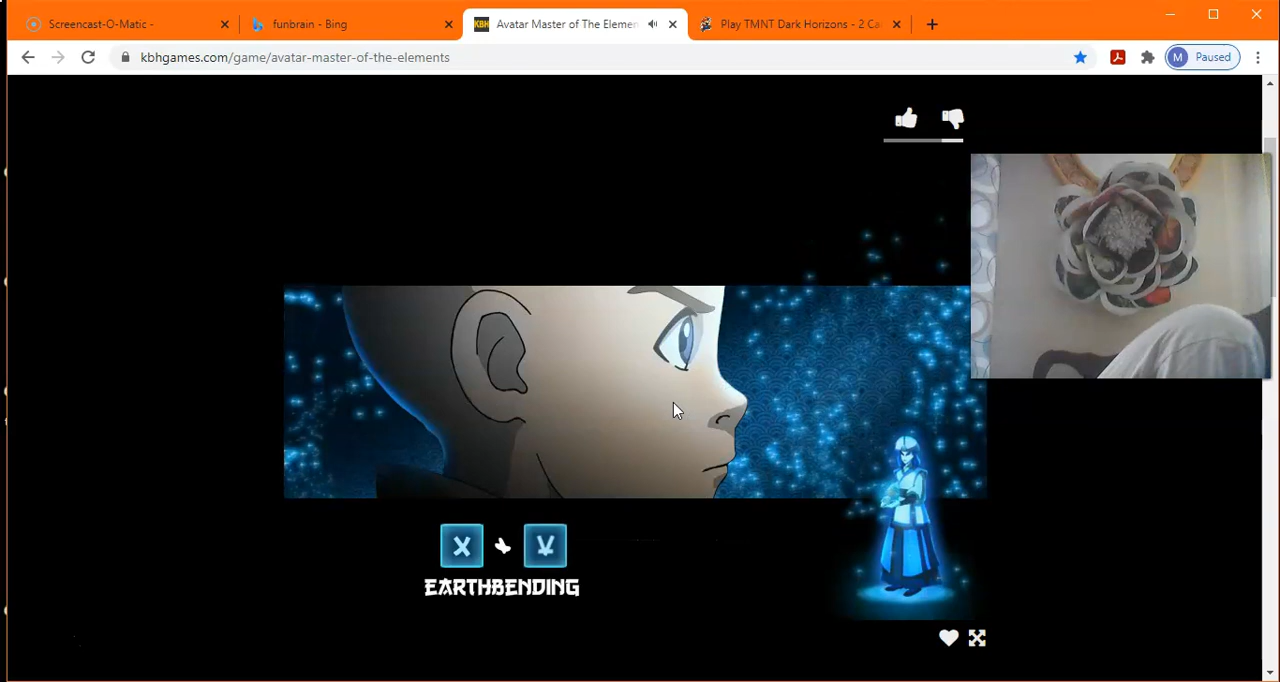 Screencast-O-Matic -
funbrain - Bing
KBH Avatar Master of The Elemen
Play TMNT Dark Horizons - 2 Ca
kbhgames.com/game/avatar-master-of-the-elements
M Paused
X
EARTHBENDING